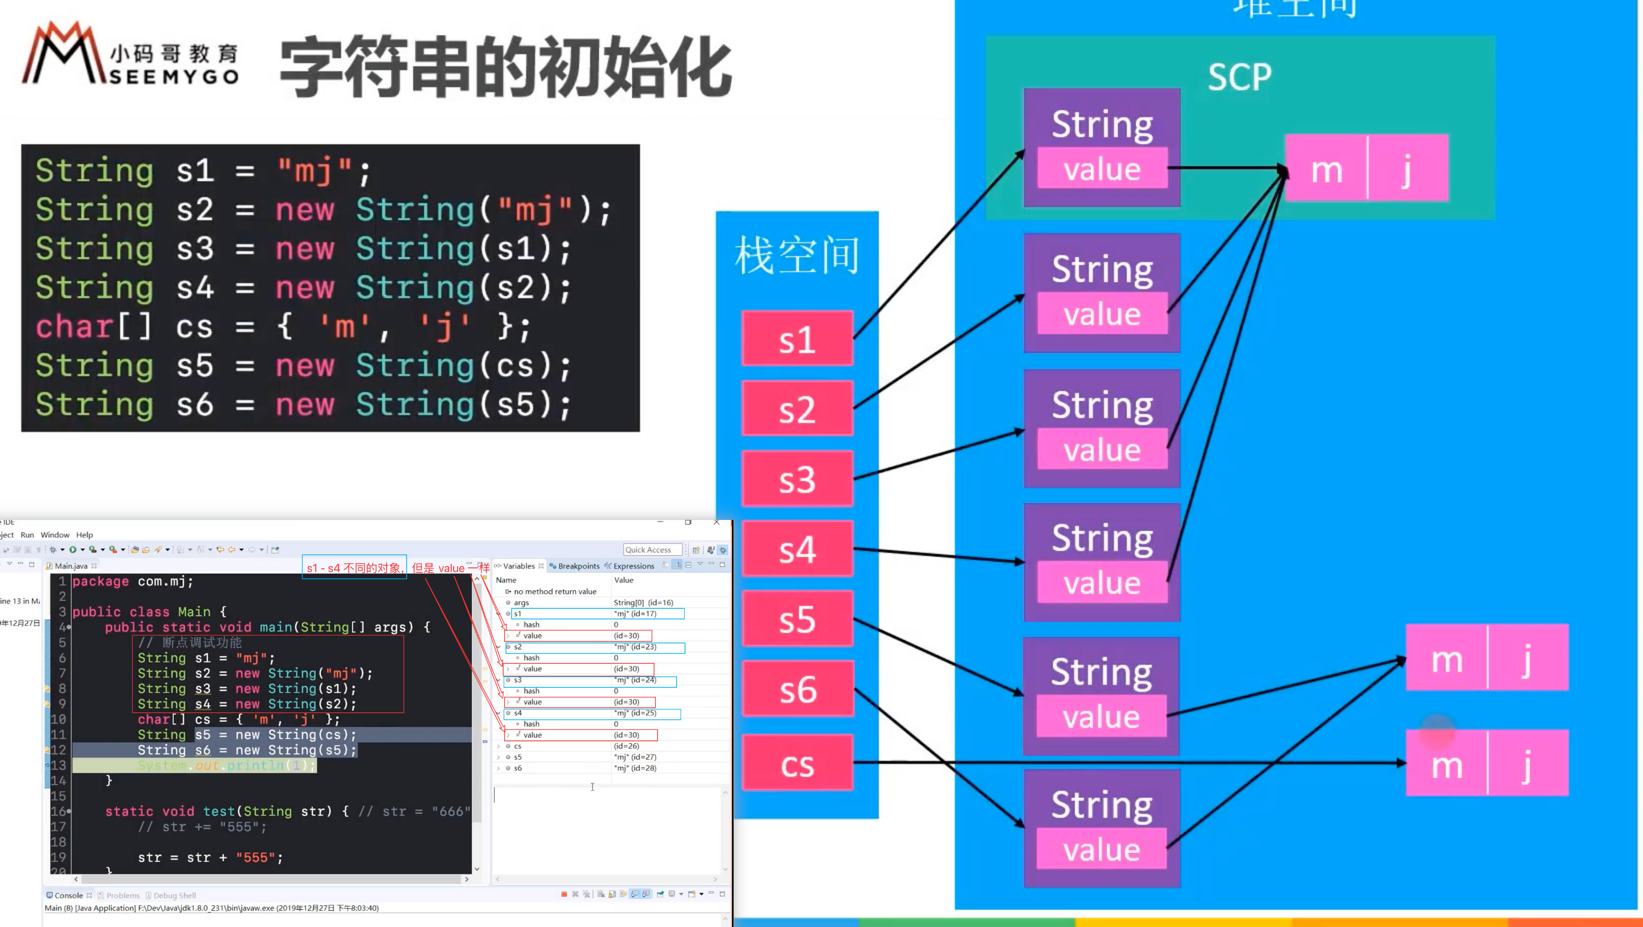 小码哥教育
SEEMYGO
字符串的初始化
String s1 = "mj";
String s2 = new String("mj");
String s3 = new String(s1);
String s4 = new String(s2);
char[] cs = { 'm', 'j' };
String s5 = new String(cs);
String s6 = new String(s5);
堆空间
SCP
String
value
m j
String
value
String
value
String
value
String
value
String
value
m j
m j
栈空间
s1
s2
s3
s4
s5
s6
cs
IDE
ject Run Window Help
Quick Access
Main.java
s1 - s4 不同的对象，但是 value 一样
Variables Breakpoints Expressions
ine 13 in Ma
9年12月27日
1 package com.mj;
2
3 public class Main {
4 public static void main(String[] args) {
5 // 断点调试功能
6 String s1 = "mj";
7 String s2 = new String("mj");
8 String s3 = new String(s1);
9 String s4 = new String(s2);
10 char[] cs = { 'm', 'j' };
11 String s5 = new String(cs);
12 String s6 = new String(s5);
13 System.out.println(1);
14 }
15
16 static void test(String str) { // str = "666"
17 // str += "555";
18
19 str = str + "555";
20 }
Name Value
no method return value
args String[0] (id=16)
s1 "mj" (id=17)
hash 0
value (id=30)
s2 "mj" (id=23)
hash 0
value (id=30)
s3 "mj" (id=24)
hash 0
value (id=30)
s4 "mj" (id=25)
hash 0
value (id=30)
cs (id=26)
s5 "mj" (id=27)
s6 "mj" (id=28)
Console Problems Debug Shell
Main (8) [Java Application] F:\Dev\Java\jdk1.8.0_231\bin\javaw.exe (2019年12月27日 下午8:03:40)